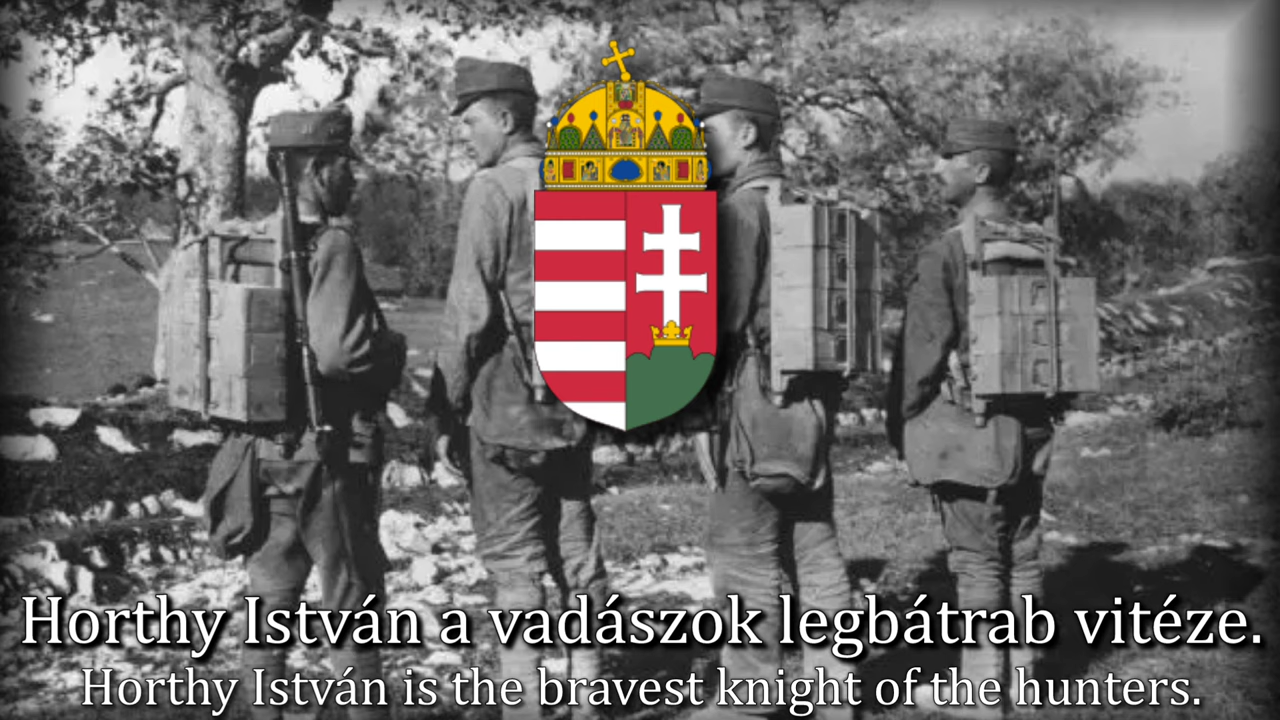 Horthy István a vadászok legbátrab vitéze.
Horthy István is the bravest knight of the hunters.